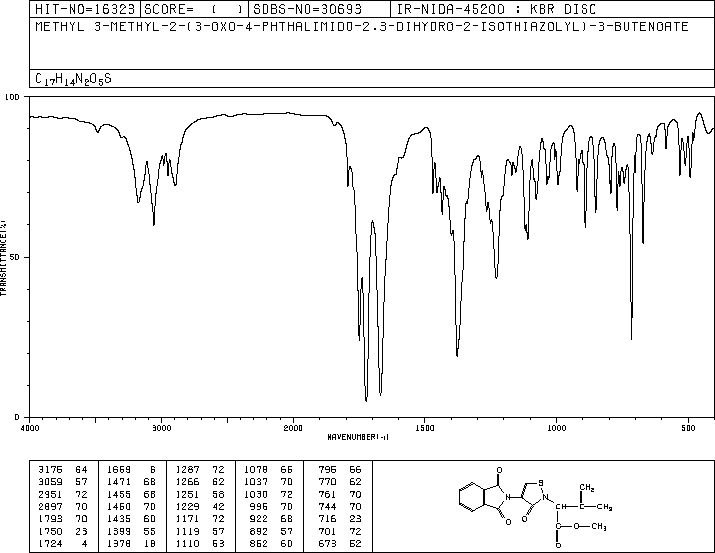 HIT-NO=16323 SCORE= ( ) SDBS-NO=30693 IR-NIDA-45200 : KBR DISC
METHYL 3-METHYL-2-(3-OXO-4-PHTHALIMIDO-2.3-DIHYDRO-2-ISOTHIAZOLYL)-3-BUTENOATE
C17H14N2O5S
100
50
0
TRANSMITTANCE(%)
4000 3000 2000 1500 1000 500
WAVENUMBER(-1)
3175 64 1669 6 1287 72 1078 66 796 66
3059 57 1471 68 1266 62 1037 70 770 62
2951 72 1455 68 1251 58 1030 72 761 70
2897 70 1450 70 1229 42 996 70 744 70
1793 70 1435 60 1171 72 922 68 716 23
1750 23 1399 55 1119 57 892 57 701 72
1724 4 1378 18 1110 53 852 60 673 52
O
S
CH2
N
N
CH
C
CH3
O
O
C
O
CH3
O